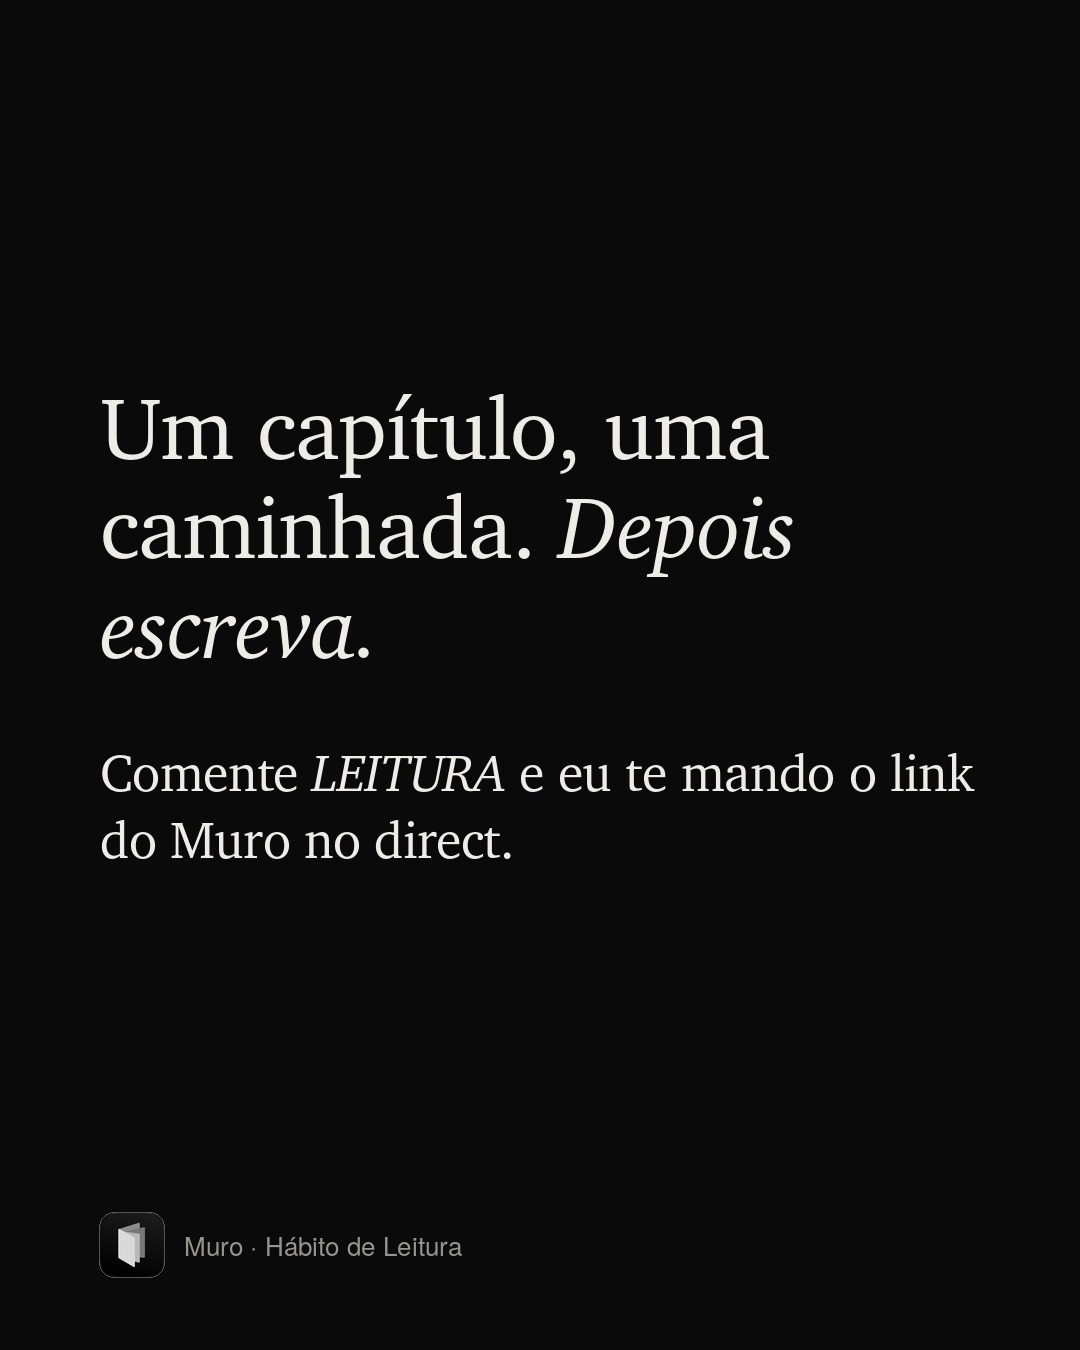 Um capítulo, uma
caminhada. Depois
escreva.
Comente LEITURA e eu te mando o link
do Muro no direct.
Muro · Hábito de Leitura